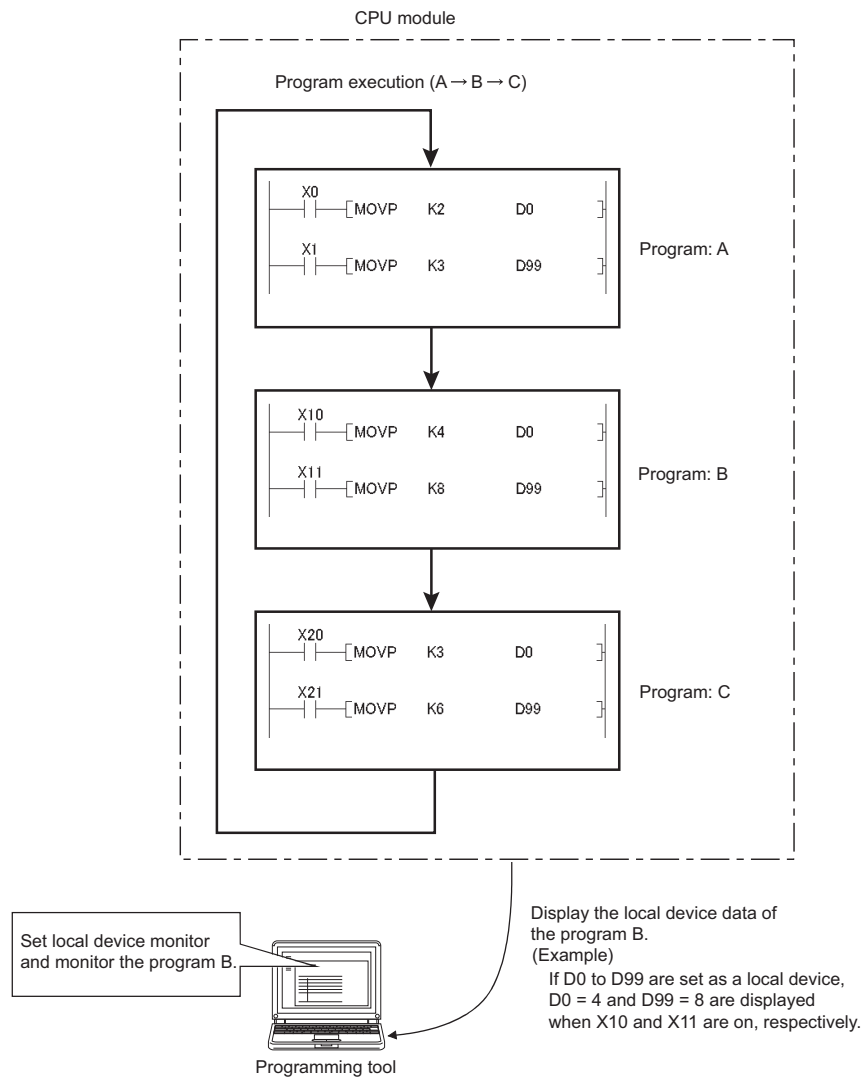 CPU module
Program execution (A → B → C)
X0
MOVP K2 D0
X1
MOVP K3 D99
Program: A
X10
MOVP K4 D0
X11
MOVP K8 D99
Program: B
X20
MOVP K3 D0
X21
MOVP K6 D99
Program: C
Set local device monitor
and monitor the program B.
Display the local device data of
the program B.
(Example)
If D0 to D99 are set as a local device,
D0 = 4 and D99 = 8 are displayed
when X10 and X11 are on, respectively.
Programming tool